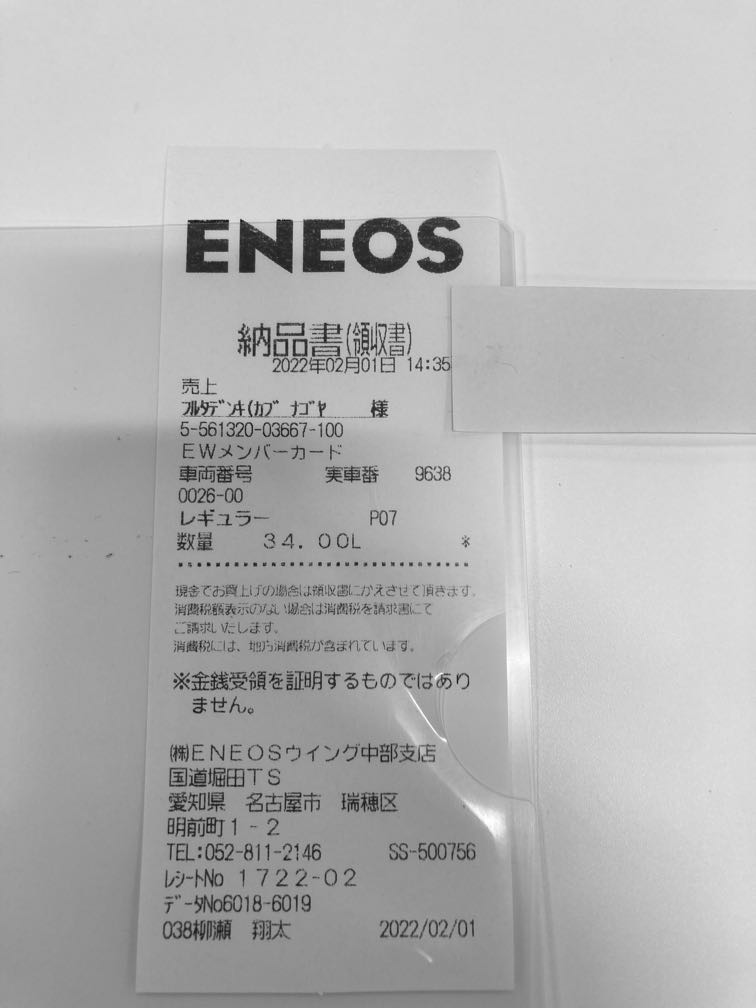 ENEOS
納品書(領収書)
2022年02月01日 14:35
売上
フルタデンキ(カブ ナゴヤ 様
5-561320-03667-100
EWメンバーカード
車両番号 実車番 9638
0026-00
レギュラー P07
数量 34.00L *
現金でお買上げの場合は領収書にかえさせて頂きます。
消費税額表示のない場合は消費税を請求書にて
ご請求いたします。
消費税には、地方消費税が含まれています。
※金銭受領を証明するものではあり
ません。
(株)ENEOSウイング中部支店
国道堀田TS
愛知県 名古屋市 瑞穂区
明前町1-2
TEL:052-811-2146 SS-500756
レシートNo 1722-02
データNo6018-6019
038柳瀬 翔太 2022/02/01